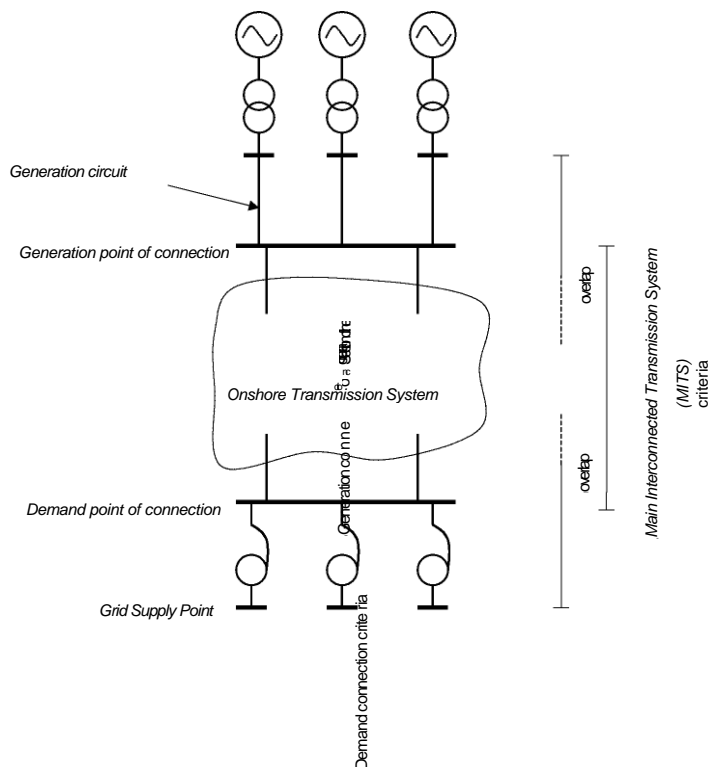 Generation circuit
Generation point of connection
overlap
Onshore Transmission System
Main Interconnected Transmission System
(MITS)
criteria
overlap
Demand point of connection
Grid Supply Point
Demand connection criteria